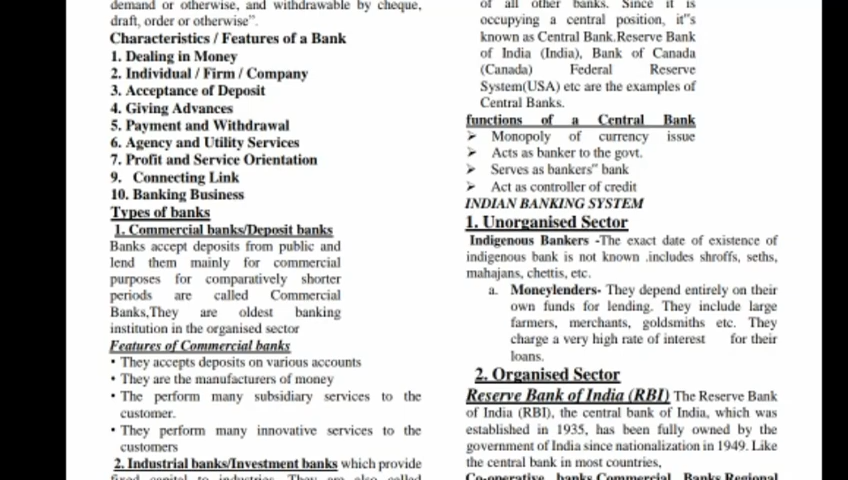 demand or otherwise, and withdrawable by cheque,
draft, order or otherwise”.
Characteristics / Features of a Bank
1. Dealing in Money
2. Individual / Firm / Company
3. Acceptance of Deposit
4. Giving Advances
5. Payment and Withdrawal
6. Agency and Utility Services
7. Profit and Service Orientation
9. Connecting Link
10. Banking Business
Types of banks
1. Commercial banks/Deposit banks
Banks accept deposits from public and
lend them mainly for commercial
purposes for comparatively shorter
periods are called Commercial
Banks,They are oldest banking
institution in the organised sector
Features of Commercial banks
• They accepts deposits on various accounts
• They are the manufacturers of money
• The perform many subsidiary services to the
customer.
• They perform many innovative services to the
customers
2. Industrial banks/Investment banks which provide
fixed capital to industries. They are also called
of all other banks. Since it is
occupying a central position, it"s
known as Central Bank.Reserve Bank
of India (India), Bank of Canada
(Canada) Federal Reserve
System(USA) etc are the examples of
Central Banks.
functions of a Central Bank
➢ Monopoly of currency issue
➢ Acts as banker to the govt.
➢ Serves as bankers" bank
➢ Act as controller of credit
INDIAN BANKING SYSTEM
1. Unorganised Sector
Indigenous Bankers -The exact date of existence of
indigenous bank is not known .includes shroffs, seths,
mahajans, chettis, etc.
a. Moneylenders- They depend entirely on their
own funds for lending. They include large
farmers, merchants, goldsmiths etc. They
charge a very high rate of interest for their
loans.
2. Organised Sector
Reserve Bank of India (RBI) The Reserve Bank
of India (RBI), the central bank of India, which was
established in 1935, has been fully owned by the
government of India since nationalization in 1949. Like
the central bank in most countries,
Co-operative banks Commercial Banks Regional